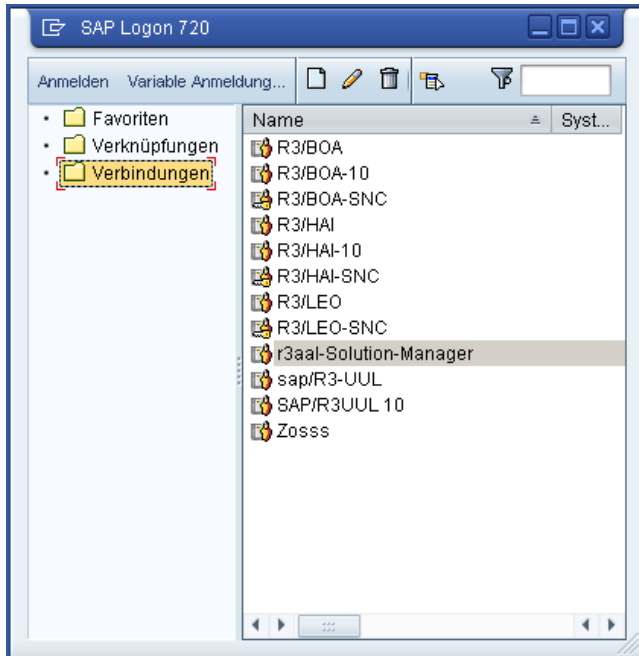 SAP Logon 720
Anmelden Variable Anmeldung...
Favoriten
Verknüpfungen
Verbindungen
Name Syst...
R3/BOA
R3/BOA-10
R3/BOA-SNC
R3/HAI
R3/HAI-10
R3/HAI-SNC
R3/LEO
R3/LEO-SNC
r3aal-Solution-Manager
sap/R3-UUL
SAP/R3UUL 10
Zosss